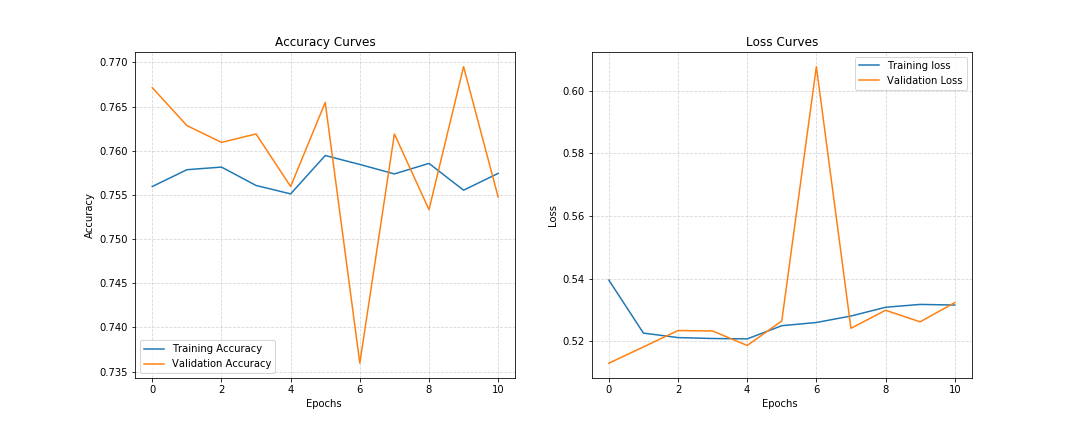 Accuracy Curves
0.770
0.765
0.760
0.755
0.750
0.745
0.740
0.735
Accuracy
Training Accuracy
Validation Accuracy
0 2 4 6 8 10
Epochs
Loss Curves
Training loss
Validation Loss
0.60
0.58
0.56
0.54
0.52
Loss
0 2 4 6 8 10
Epochs